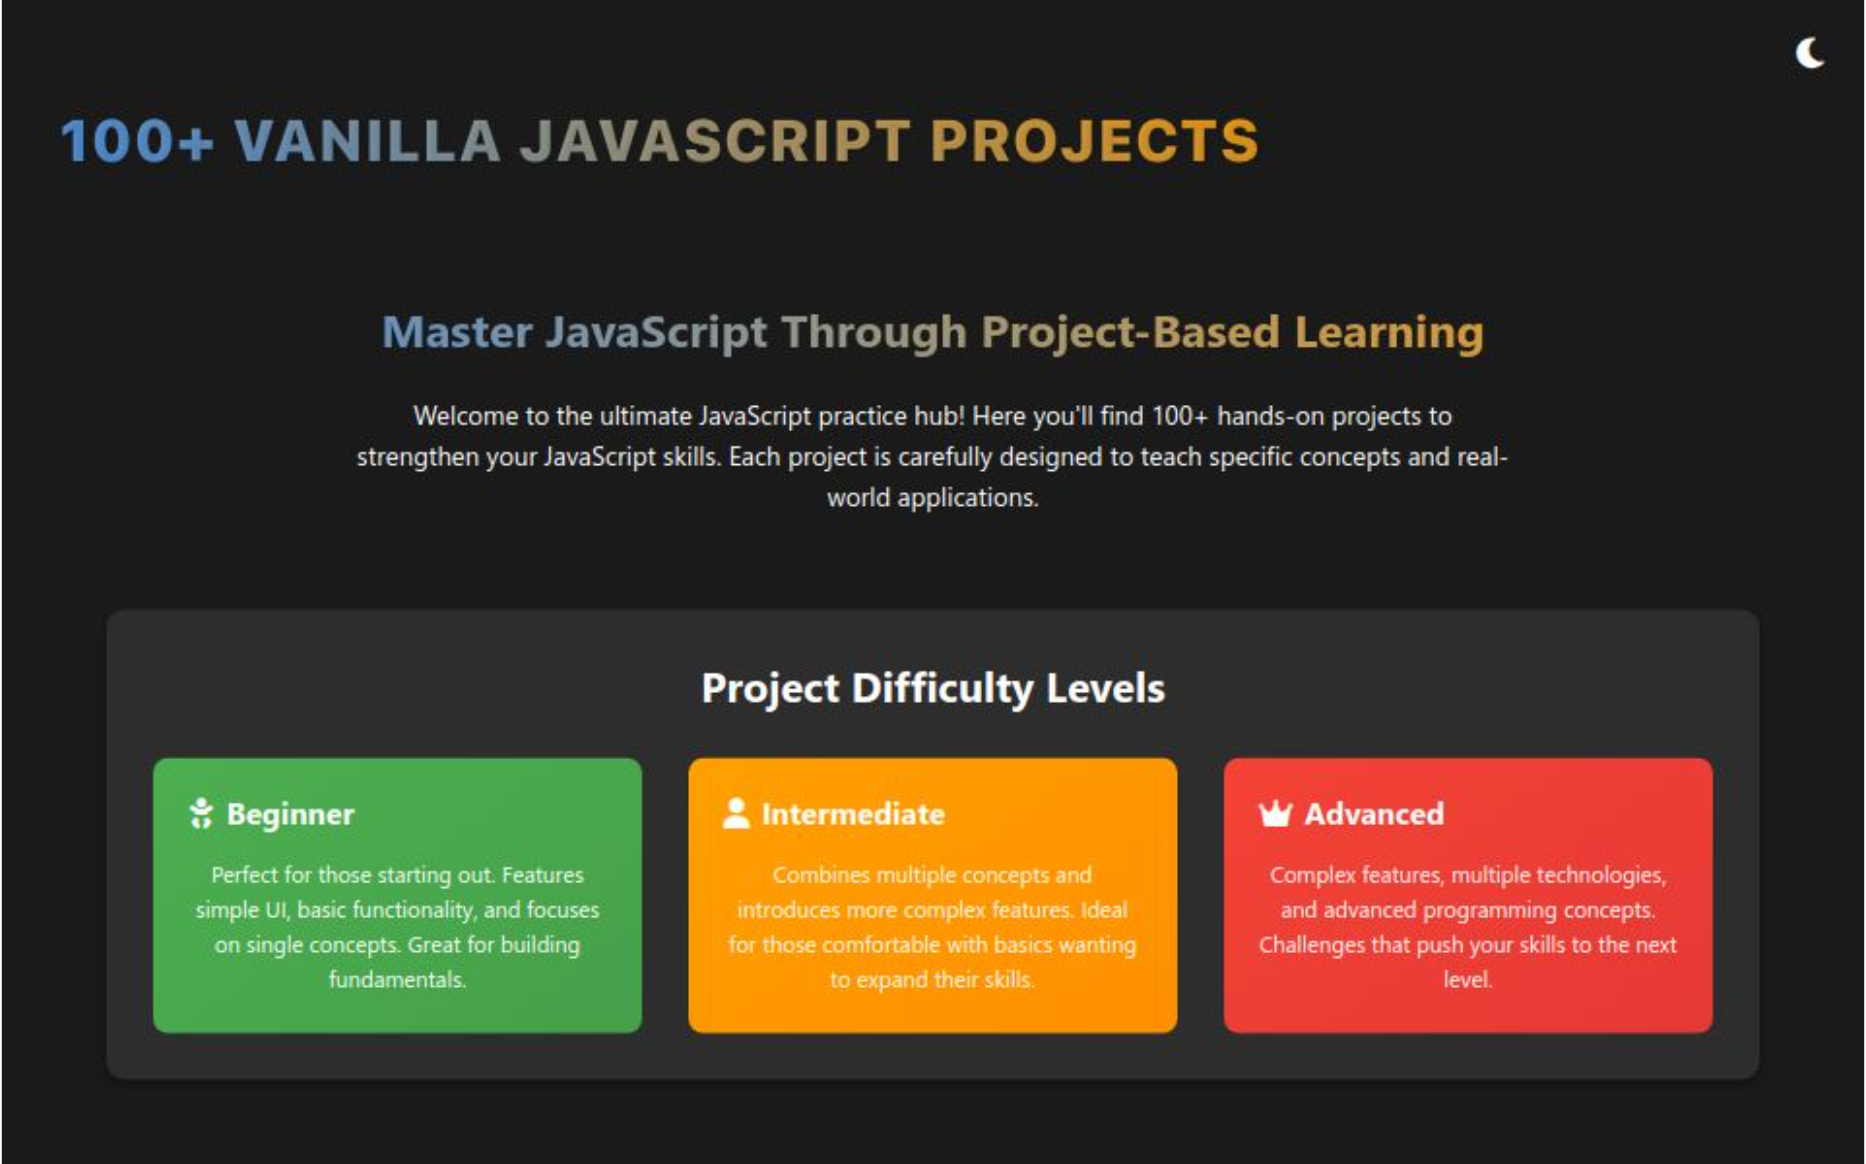 100+ VANILLA JAVASCRIPT PROJECTS
Master JavaScript Through Project-Based Learning
Welcome to the ultimate JavaScript practice hub! Here you'll find 100+ hands-on projects to
strengthen your JavaScript skills. Each project is carefully designed to teach specific concepts and real-
world applications.
Project Difficulty Levels
Beginner
Perfect for those starting out. Features
simple UI, basic functionality, and focuses
on single concepts. Great for building
fundamentals.
Intermediate
Combines multiple concepts and
introduces more complex features. Ideal
for those comfortable with basics wanting
to expand their skills.
Advanced
Complex features, multiple technologies,
and advanced programming concepts.
Challenges that push your skills to the next
level.